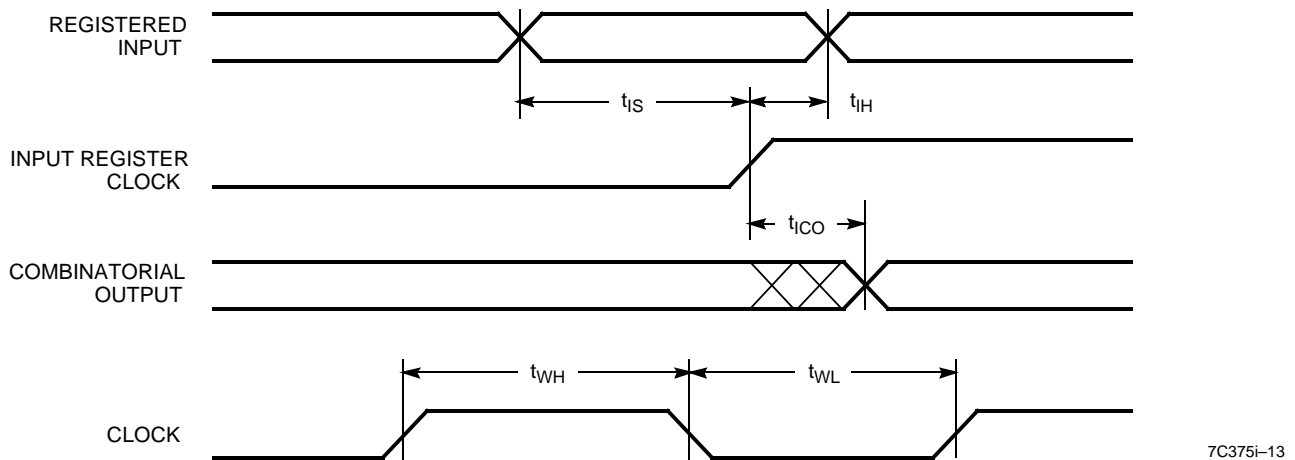 REGISTERED
INPUT
tIS
tIH
INPUT REGISTER
CLOCK
tICO
COMBINATORIAL
OUTPUT
tWH
tWL
CLOCK
7C375i–13